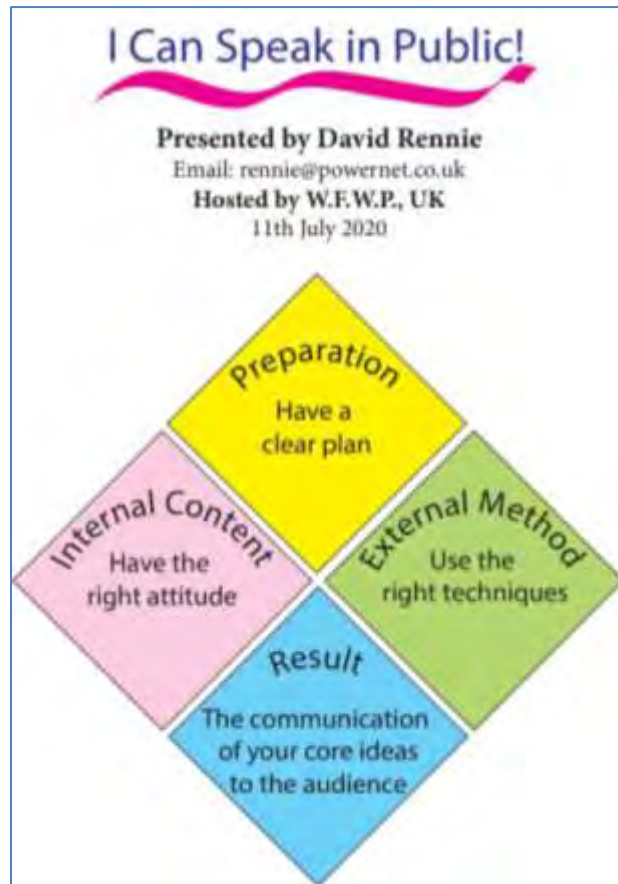 I Can Speak in Public!
Presented by David Rennie
Email: rennie@powernet.co.uk
Hosted by W.F.W.P., UK
11th July 2020
Preparation
Have a
clear plan
Internal Content
Have the
right attitude
External Method
Use the
right techniques
Result
The communication
of your core ideas
to the audience